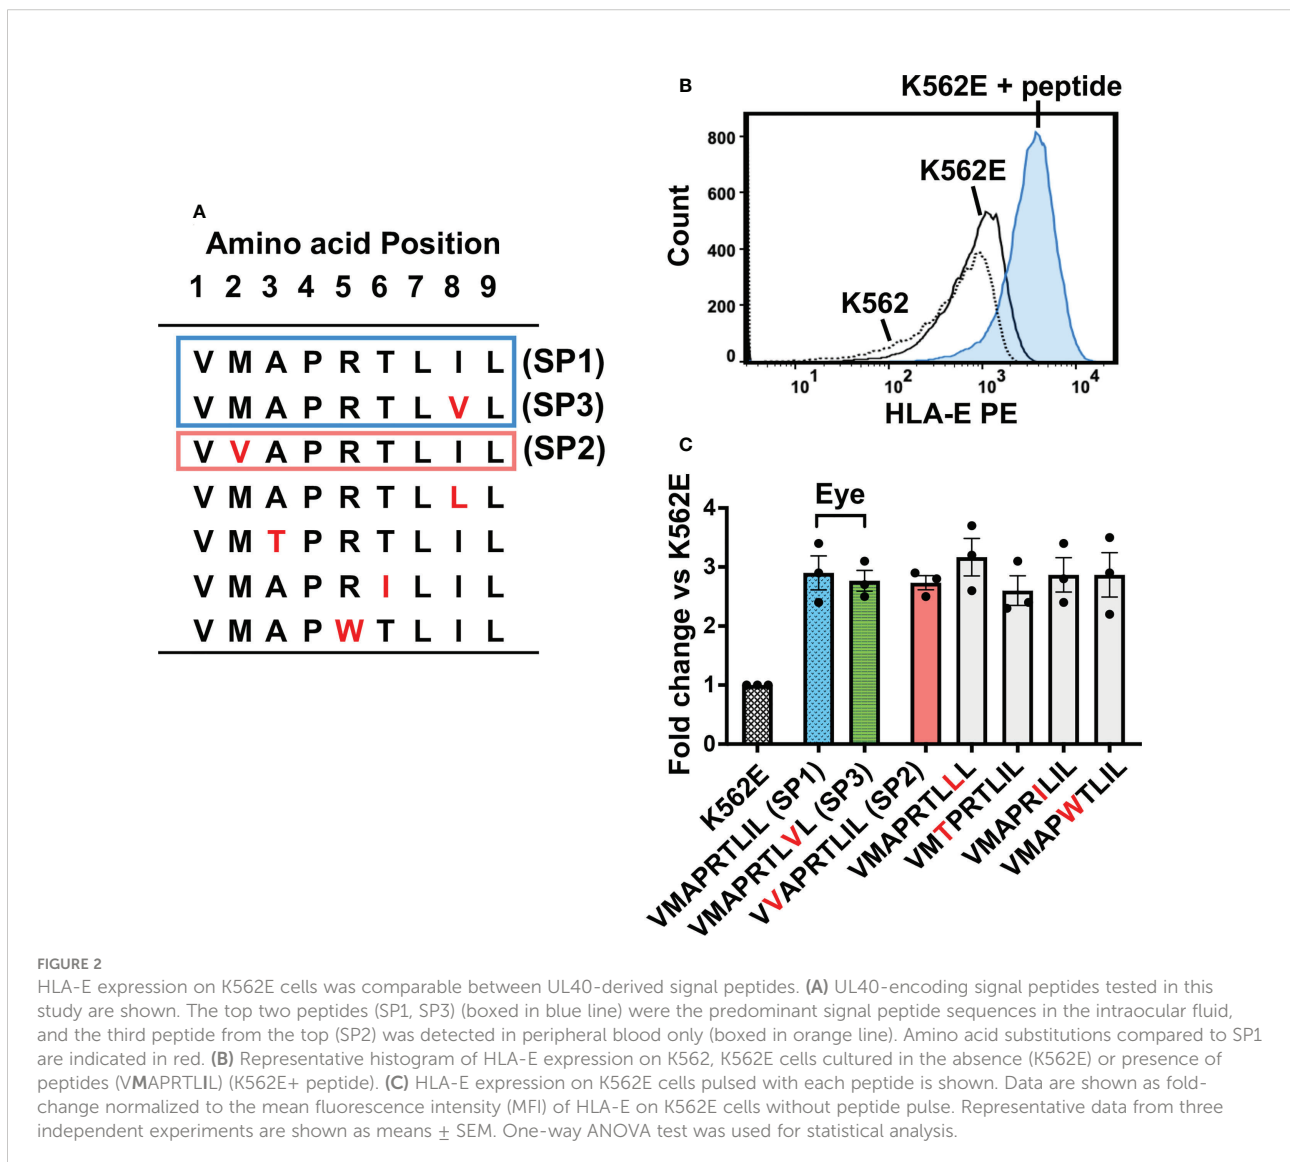 A
Amino acid Position
1 2 3 4 5 6 7 8 9
V M A P R T L I L (SP1)
V M A P R T L V L (SP3)
V V A P R T L I L (SP2)
V M A P R T L L L
V M T P R T L I L
V M A P R I L I L
V M A P W T L I L
B
K562E + peptide
K562E
K562
Count
800
600
400
200
0
10¹ 10² 10³ 10⁴
HLA-E PE
C
Eye
Fold change vs K562E
4
3
2
1
0
K562E
VMAPRTLIL (SP1)
VMAPRTLVL (SP3)
VVAPRTLIL (SP2)
VMAPRTLLL
VMTPRTLIL
VMAPRILIL
VMAPWTLIL
FIGURE 2
HLA-E expression on K562E cells was comparable between UL40-derived signal peptides. (A) UL40-encoding signal peptides tested in this
study are shown. The top two peptides (SP1, SP3) (boxed in blue line) were the predominant signal peptide sequences in the intraocular fluid,
and the third peptide from the top (SP2) was detected in peripheral blood only (boxed in orange line). Amino acid substitutions compared to SP1
are indicated in red. (B) Representative histogram of HLA-E expression on K562, K562E cells cultured in the absence (K562E) or presence of
peptides (VMAPRTLIL) (K562E+ peptide). (C) HLA-E expression on K562E cells pulsed with each peptide is shown. Data are shown as fold-
change normalized to the mean fluorescence intensity (MFI) of HLA-E on K562E cells without peptide pulse. Representative data from three
independent experiments are shown as means ± SEM. One-way ANOVA test was used for statistical analysis.